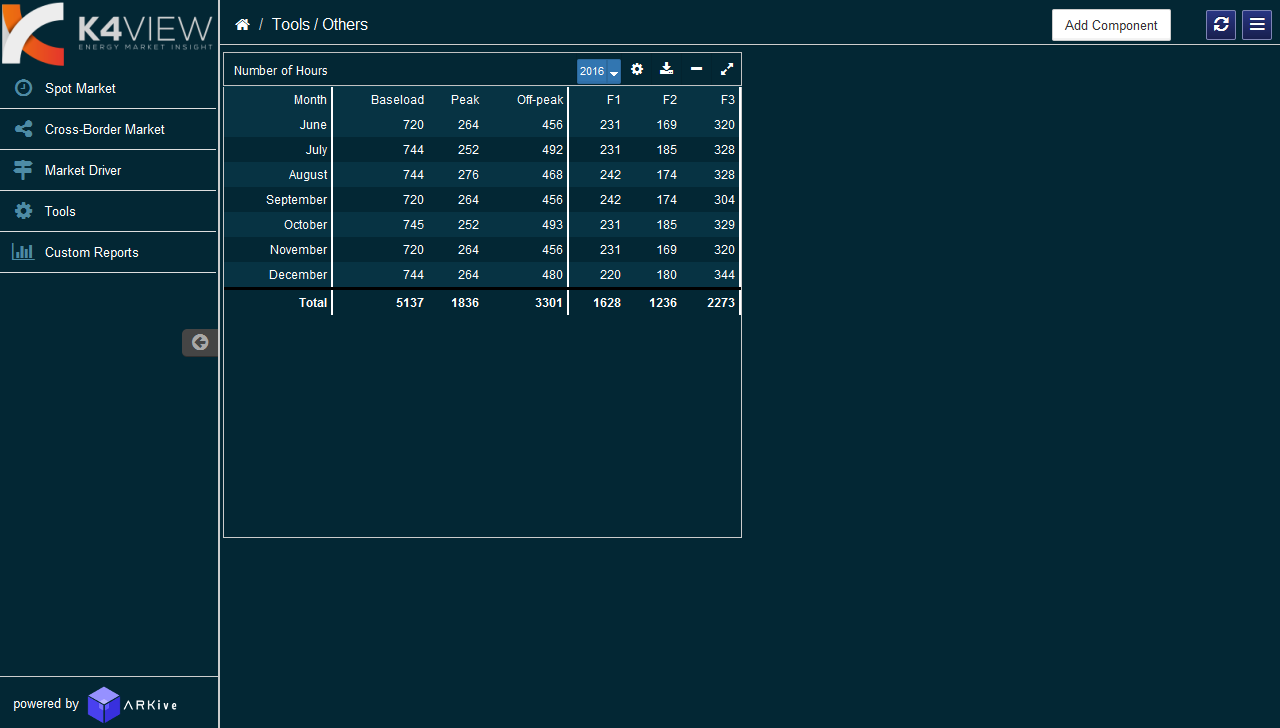 K4VIEW
ENERGY MARKET INSIGHT
/ Tools / Others
Add Component
Spot Market
Cross-Border Market
Market Driver
Tools
Custom Reports
Number of Hours 2016
Month Baseload Peak Off-peak F1 F2 F3
June 720 264 456 231 169 320
July 744 252 492 231 185 328
August 744 276 468 242 174 328
September 720 264 456 242 174 304
October 745 252 493 231 185 329
November 720 264 456 231 169 320
December 744 264 480 220 180 344
Total 5137 1836 3301 1628 1236 2273
powered by ARKive